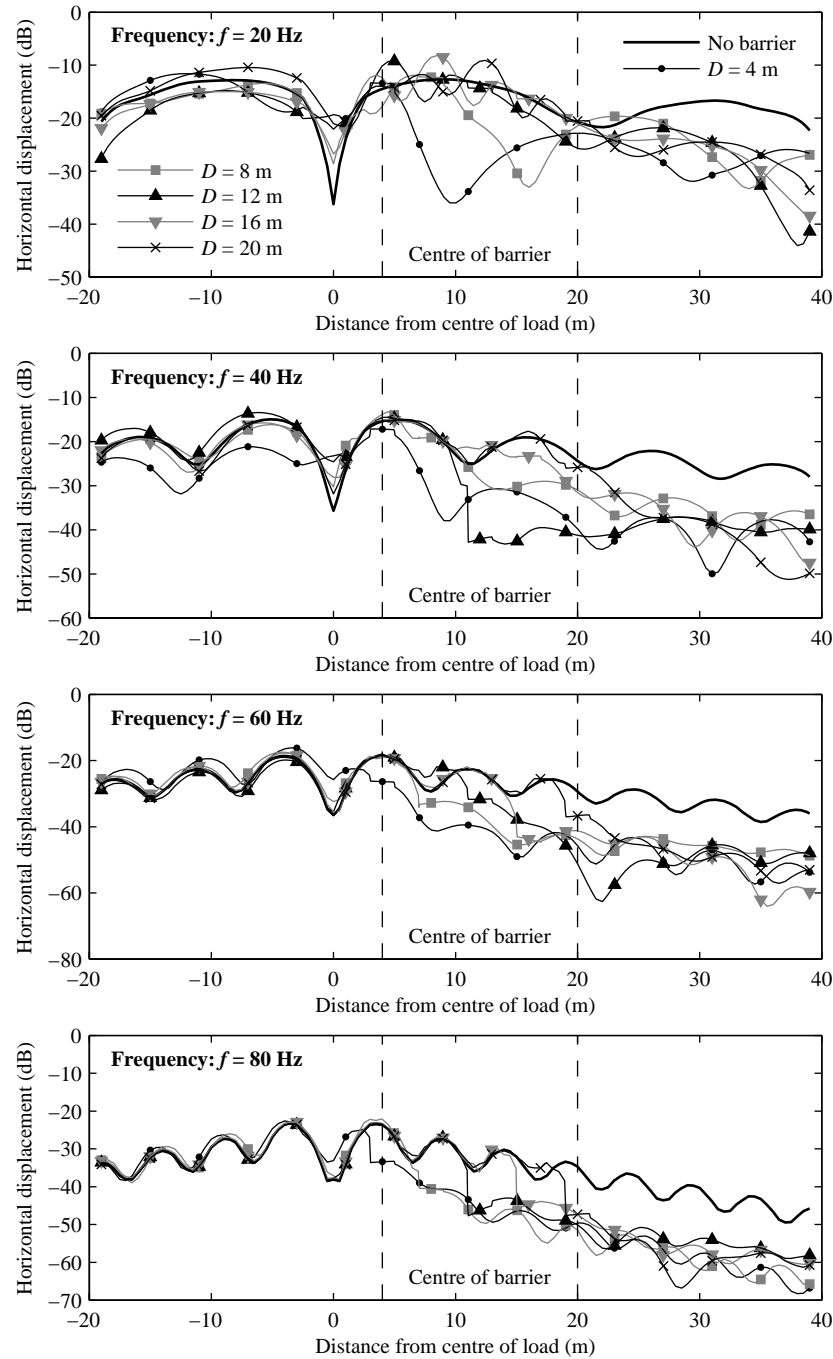 Horizontal displacement (dB)
0
−10
−20
−30
−40
−50
Frequency: f = 20 Hz
No barrier
D = 4 m
D = 8 m
D = 12 m
D = 16 m
D = 20 m
Centre of barrier
−20 −10 0 10 20 30 40
Distance from centre of load (m)
Horizontal displacement (dB)
0
−10
−20
−30
−40
−50
−60
Frequency: f = 40 Hz
Centre of barrier
−20 −10 0 10 20 30 40
Distance from centre of load (m)
Horizontal displacement (dB)
0
−20
−40
−60
−80
Frequency: f = 60 Hz
Centre of barrier
−20 −10 0 10 20 30 40
Distance from centre of load (m)
Horizontal displacement (dB)
0
−10
−20
−30
−40
−50
−60
−70
Frequency: f = 80 Hz
Centre of barrier
−20 −10 0 10 20 30 40
Distance from centre of load (m)